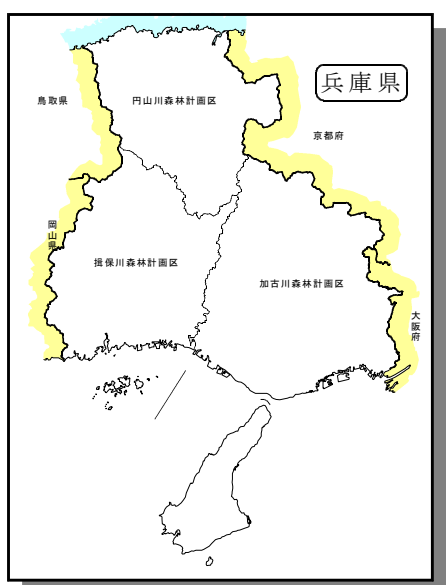 兵庫県
鳥取県
円山川森林計画区
京都府
岡山県
揖保川森林計画区
加古川森林計画区
大阪府